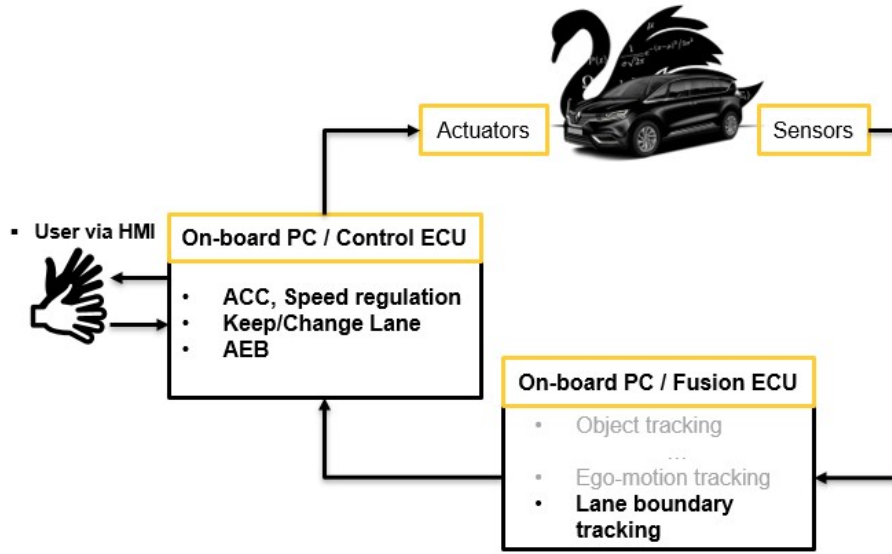 Actuators
Sensors
▪ User via HMI
On-board PC / Control ECU
• ACC, Speed regulation
• Keep/Change Lane
• AEB
On-board PC / Fusion ECU
• Object tracking
...
• Ego-motion tracking
• Lane boundary
tracking